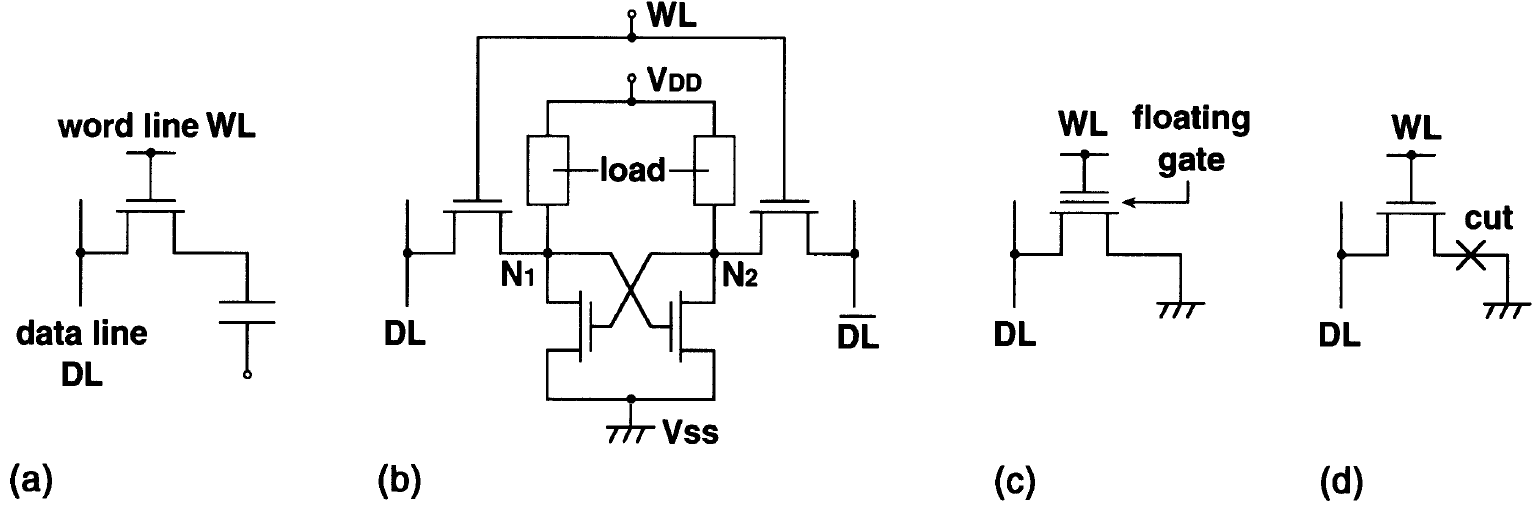 word line WL
data line
DL
(a)
WL
VDD
load
N1
N2
DL
D̅L̅
Vss
(b)
WL
floating
gate
DL
(c)
WL
cut
DL
(d)